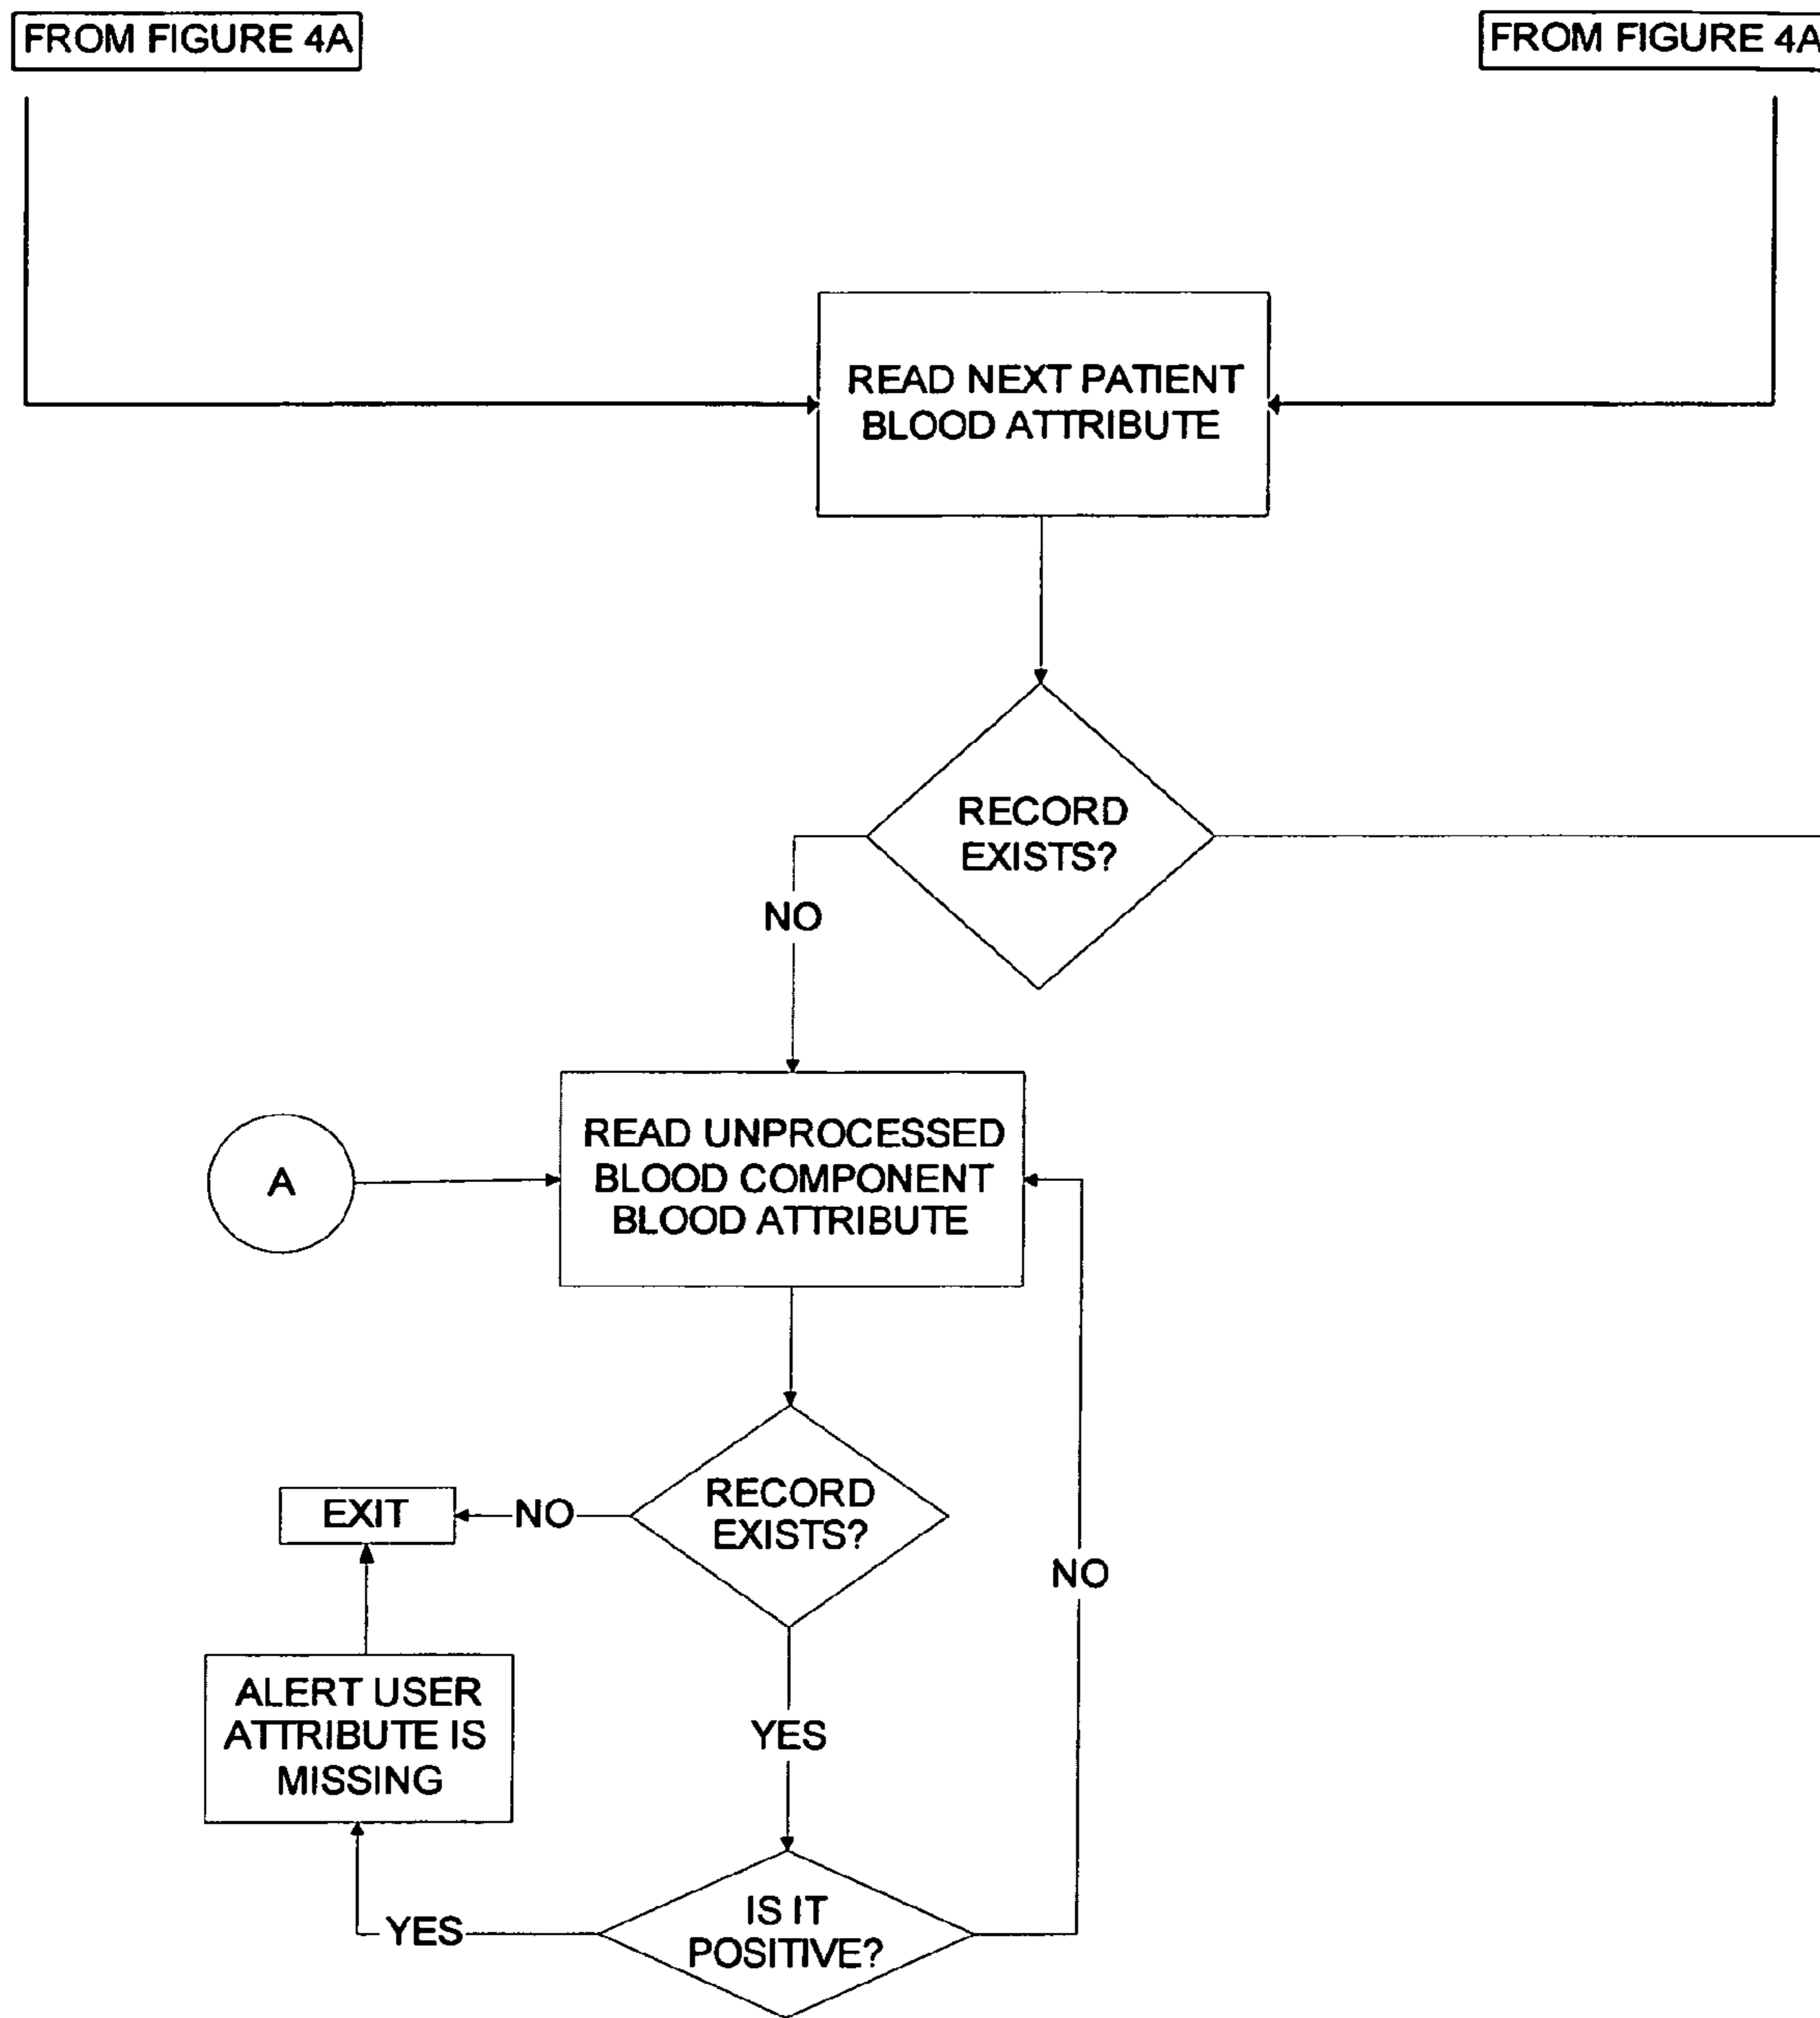 FROM FIGURE 4A
FROM FIGURE 4A
READ NEXT PATIENT
BLOOD ATTRIBUTE
RECORD
EXISTS?
NO
READ UNPROCESSED
BLOOD COMPONENT
BLOOD ATTRIBUTE
A
RECORD
EXISTS?
NO
EXIT
NO
ALERT USER
ATTRIBUTE IS
MISSING
YES
IS IT
POSITIVE?
YES